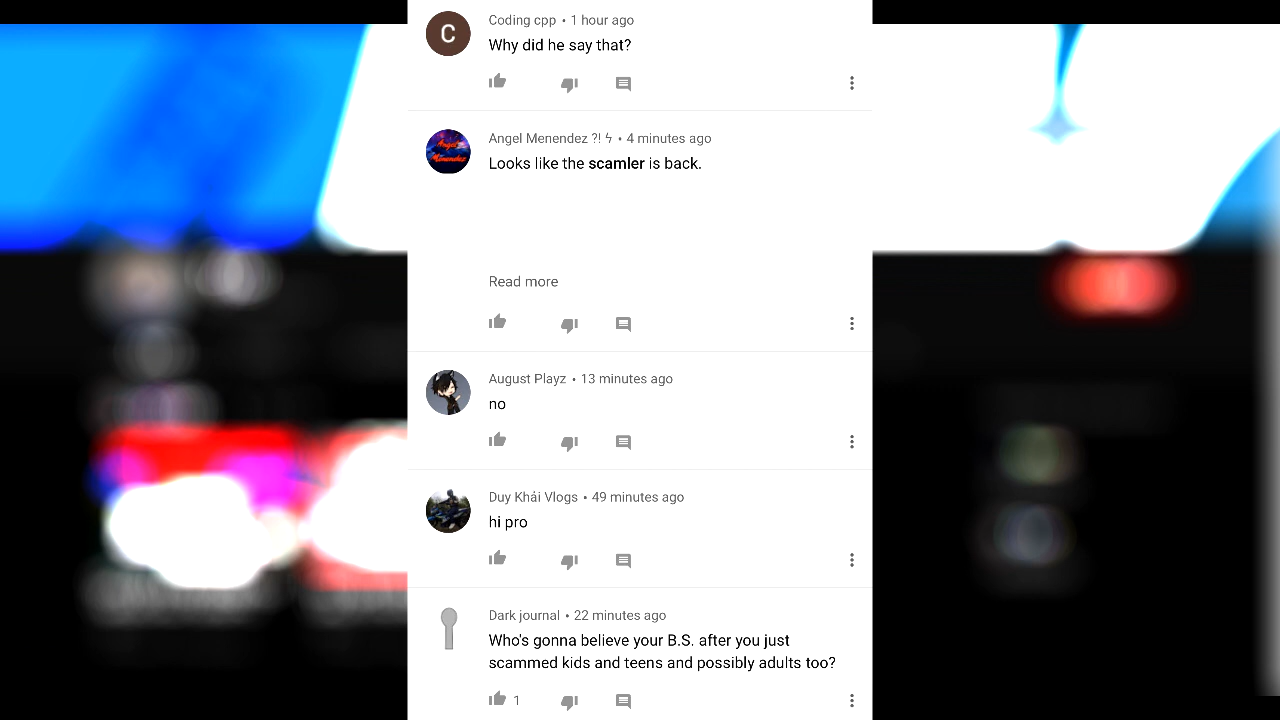 C
Coding cpp • 1 hour ago
Why did he say that?
Angel Menendez ?! ϟ • 4 minutes ago
Looks like the scamler is back.
Read more
August Playz • 13 minutes ago
no
Duy Khải Vlogs • 49 minutes ago
hi pro
Dark journal • 22 minutes ago
Who's gonna believe your B.S. after you just
scammed kids and teens and possibly adults too?
1